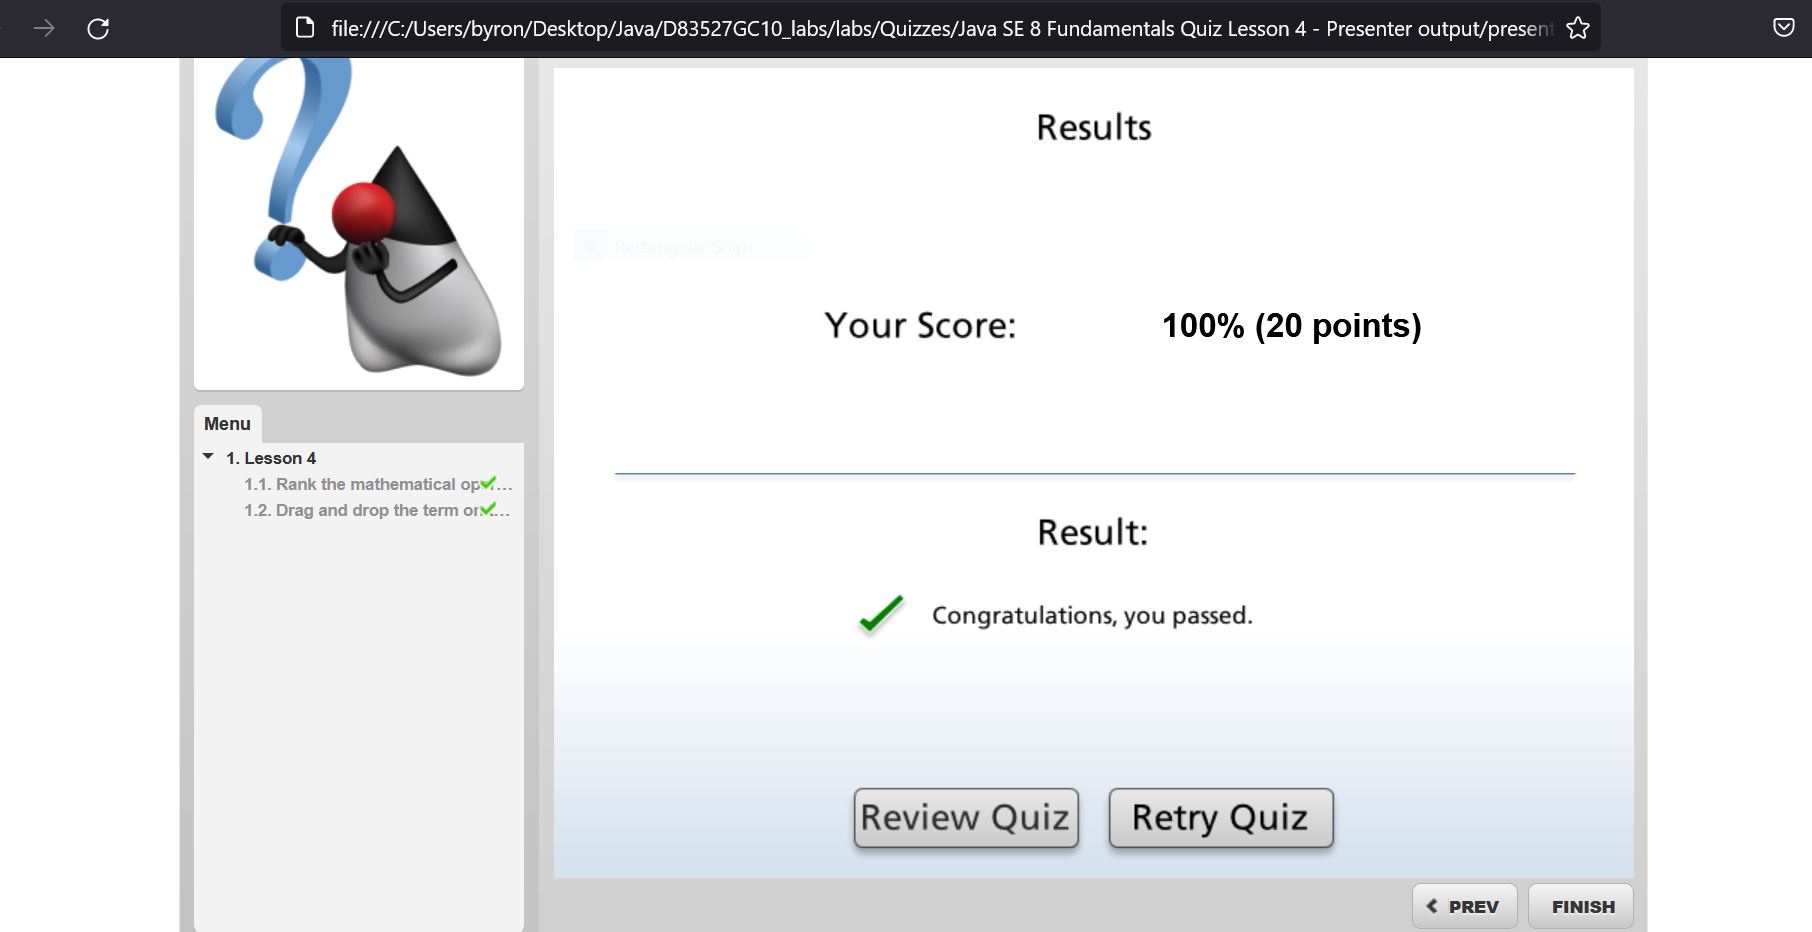 file:///C:/Users/byron/Desktop/Java/D83527GC10_labs/labs/Quizzes/Java SE 8 Fundamentals Quiz Lesson 4 - Presenter output/present
Results
Rectangular Snip
Your Score: 100% (20 points)
Menu
1. Lesson 4
1.1. Rank the mathematical op...
1.2. Drag and drop the term or...
Result:
Congratulations, you passed.
Review Quiz
Retry Quiz
PREV
FINISH